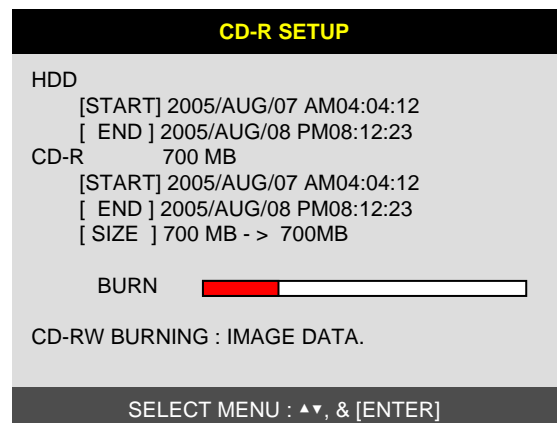 CD-R SETUP
HDD
[START] 2005/AUG/07 AM04:04:12
[ END ] 2005/AUG/08 PM08:12:23
CD-R 700 MB
[START] 2005/AUG/07 AM04:04:12
[ END ] 2005/AUG/08 PM08:12:23
[ SIZE ] 700 MB - > 700MB
BURN
CD-RW BURNING : IMAGE DATA.
SELECT MENU : ▲▼, & [ENTER]